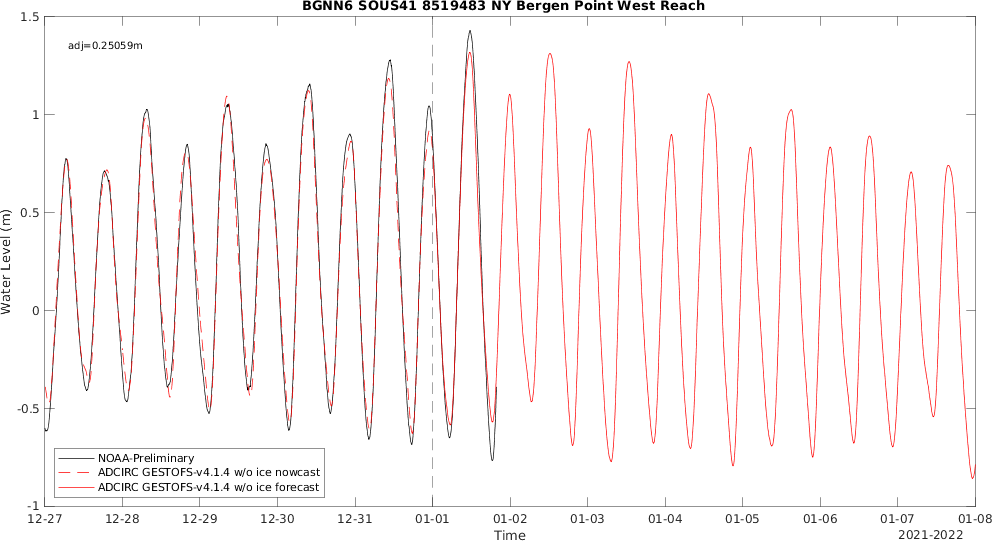 BGNN6 SOUS41 8519483 NY Bergen Point West Reach
adj=0.25059m
1.5
1
0.5
0
-0.5
-1
Water Level (m)
NOAA-Preliminary
ADCIRC GESTOFS-v4.1.4 w/o ice nowcast
ADCIRC GESTOFS-v4.1.4 w/o ice forecast
12-27 12-28 12-29 12-30 12-31 01-01 01-02 01-03 01-04 01-05 01-06 01-07 01-08
Time
2021-2022